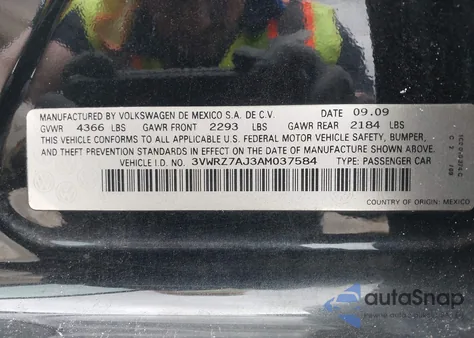 MANUFACTURED BY VOLKSWAGEN DE MEXICO S.A. DE C.V. DATE 09.09
GVWR 4366 LBS GAWR FRONT 2293 LBS GAWR REAR 2184 LBS
THIS VEHICLE CONFORMS TO ALL APPLICABLE U.S. FEDERAL MOTOR VEHICLE SAFETY, BUMPER,
AND THEFT PREVENTION STANDARDS IN EFFECT ON THE DATE OF MANUFACTURE SHOWN ABOVE
VEHICLE I.D. NO. 3VWRZ7AJ3AM037584 TYPE: PASSENGER CAR
COUNTRY OF ORIGIN: MEXICO
autoSnap